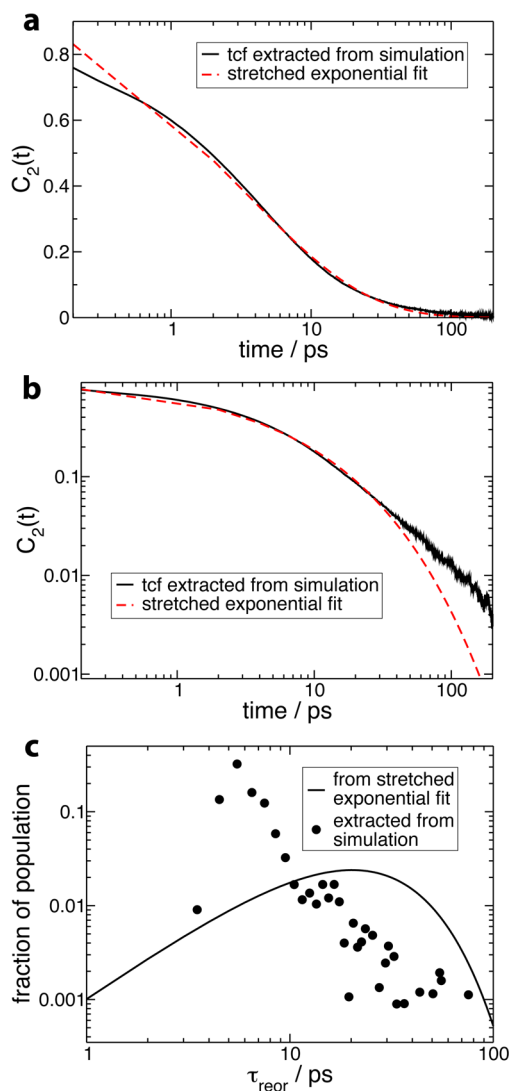 a
tcf extracted from simulation
stretched exponential fit
C2(t)
0.8
0.6
0.4
0.2
0
1
10
100
time / ps
b
0.1
0.01
0.001
C2(t)
tcf extracted from simulation
stretched exponential fit
1
10
100
time / ps
c
from stretched
exponential fit
extracted from
simulation
fraction of population
0.1
0.01
0.001
1
10
100
τreor / ps